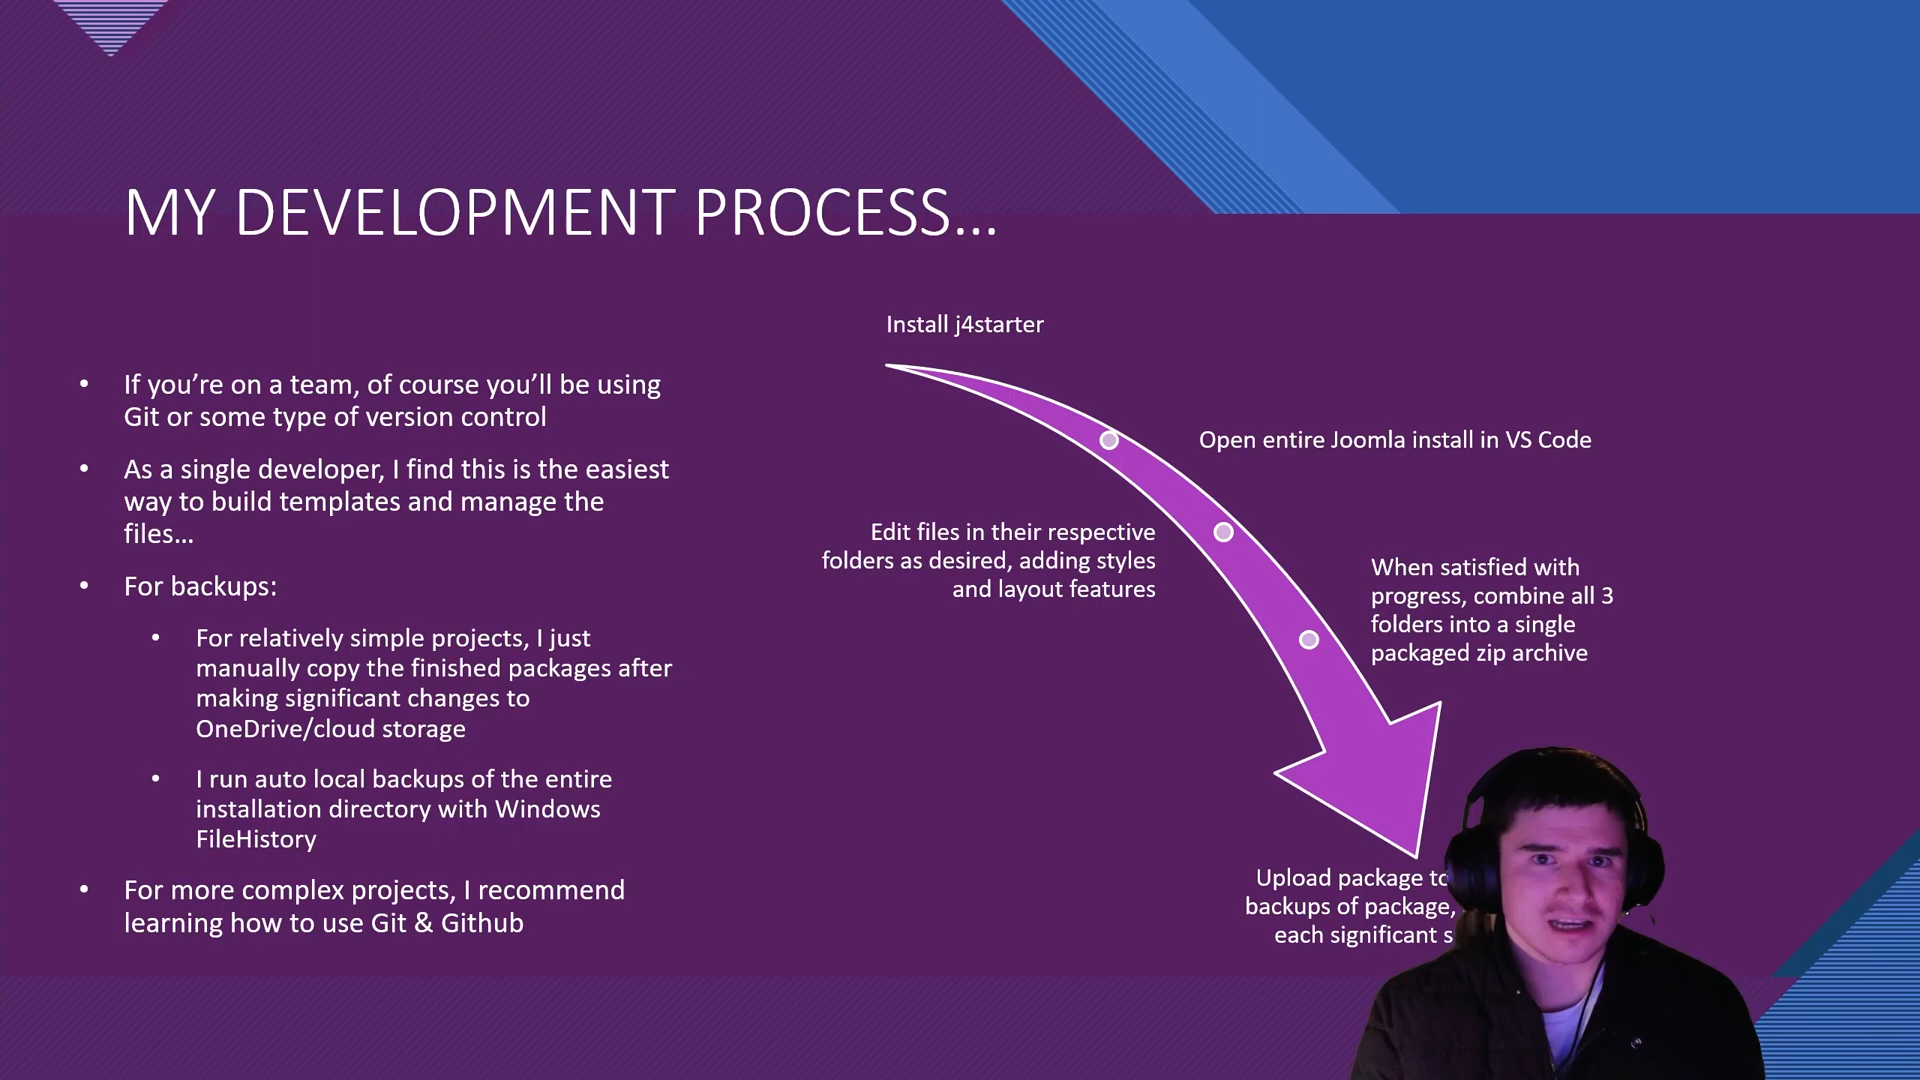 MY DEVELOPMENT PROCESS...
• If you're on a team, of course you'll be using
Git or some type of version control
• As a single developer, I find this is the easiest
way to build templates and manage the
files...
• For backups:
• For relatively simple projects, I just
manually copy the finished packages after
making significant changes to
OneDrive/cloud storage
• I run auto local backups of the entire
installation directory with Windows
FileHistory
• For more complex projects, I recommend
learning how to use Git & Github
Install j4starter
Open entire Joomla install in VS Code
Edit files in their respective
folders as desired, adding styles
and layout features
When satisfied with
progress, combine all 3
folders into a single
packaged zip archive
Upload package to
backups of package,
each significant